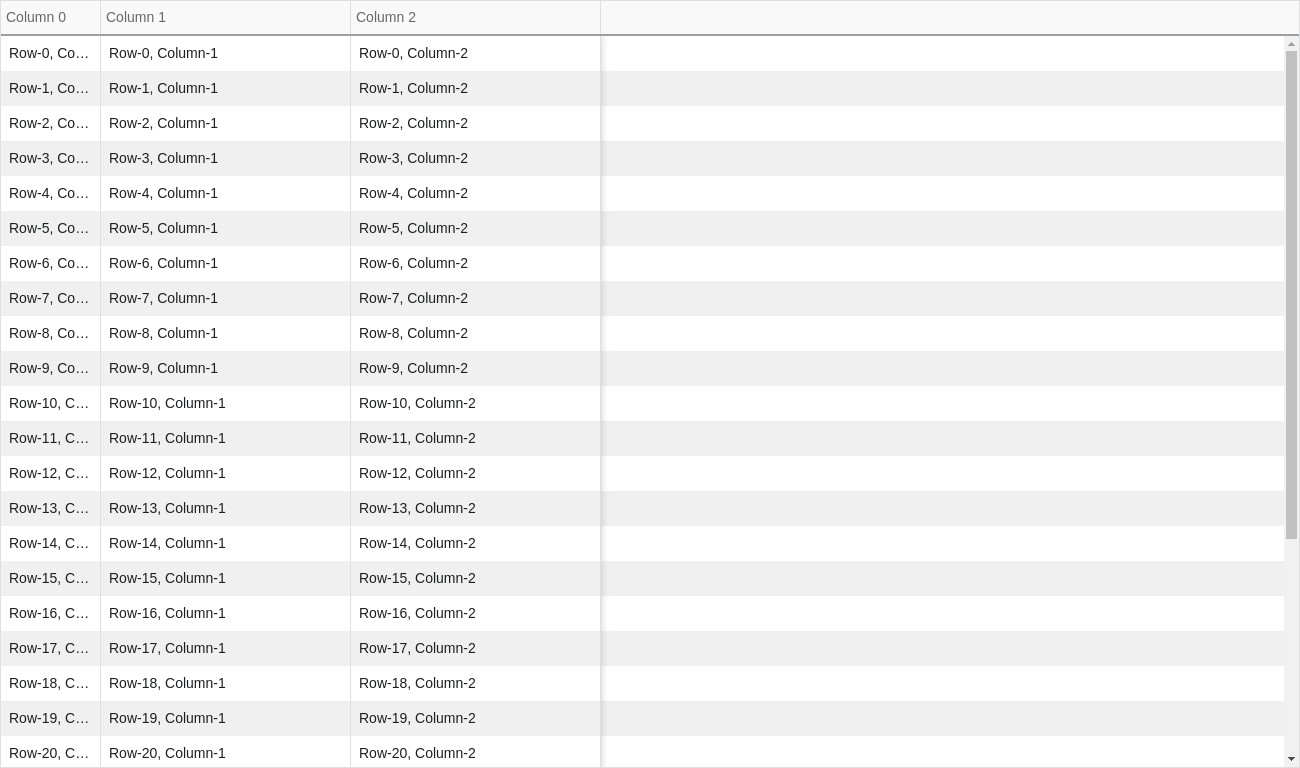 Column 0 Column 1 Column 2
Row-0, Co… Row-0, Column-1 Row-0, Column-2
Row-1, Co… Row-1, Column-1 Row-1, Column-2
Row-2, Co… Row-2, Column-1 Row-2, Column-2
Row-3, Co… Row-3, Column-1 Row-3, Column-2
Row-4, Co… Row-4, Column-1 Row-4, Column-2
Row-5, Co… Row-5, Column-1 Row-5, Column-2
Row-6, Co… Row-6, Column-1 Row-6, Column-2
Row-7, Co… Row-7, Column-1 Row-7, Column-2
Row-8, Co… Row-8, Column-1 Row-8, Column-2
Row-9, Co… Row-9, Column-1 Row-9, Column-2
Row-10, C… Row-10, Column-1 Row-10, Column-2
Row-11, C… Row-11, Column-1 Row-11, Column-2
Row-12, C… Row-12, Column-1 Row-12, Column-2
Row-13, C… Row-13, Column-1 Row-13, Column-2
Row-14, C… Row-14, Column-1 Row-14, Column-2
Row-15, C… Row-15, Column-1 Row-15, Column-2
Row-16, C… Row-16, Column-1 Row-16, Column-2
Row-17, C… Row-17, Column-1 Row-17, Column-2
Row-18, C… Row-18, Column-1 Row-18, Column-2
Row-19, C… Row-19, Column-1 Row-19, Column-2
Row-20, C… Row-20, Column-1 Row-20, Column-2